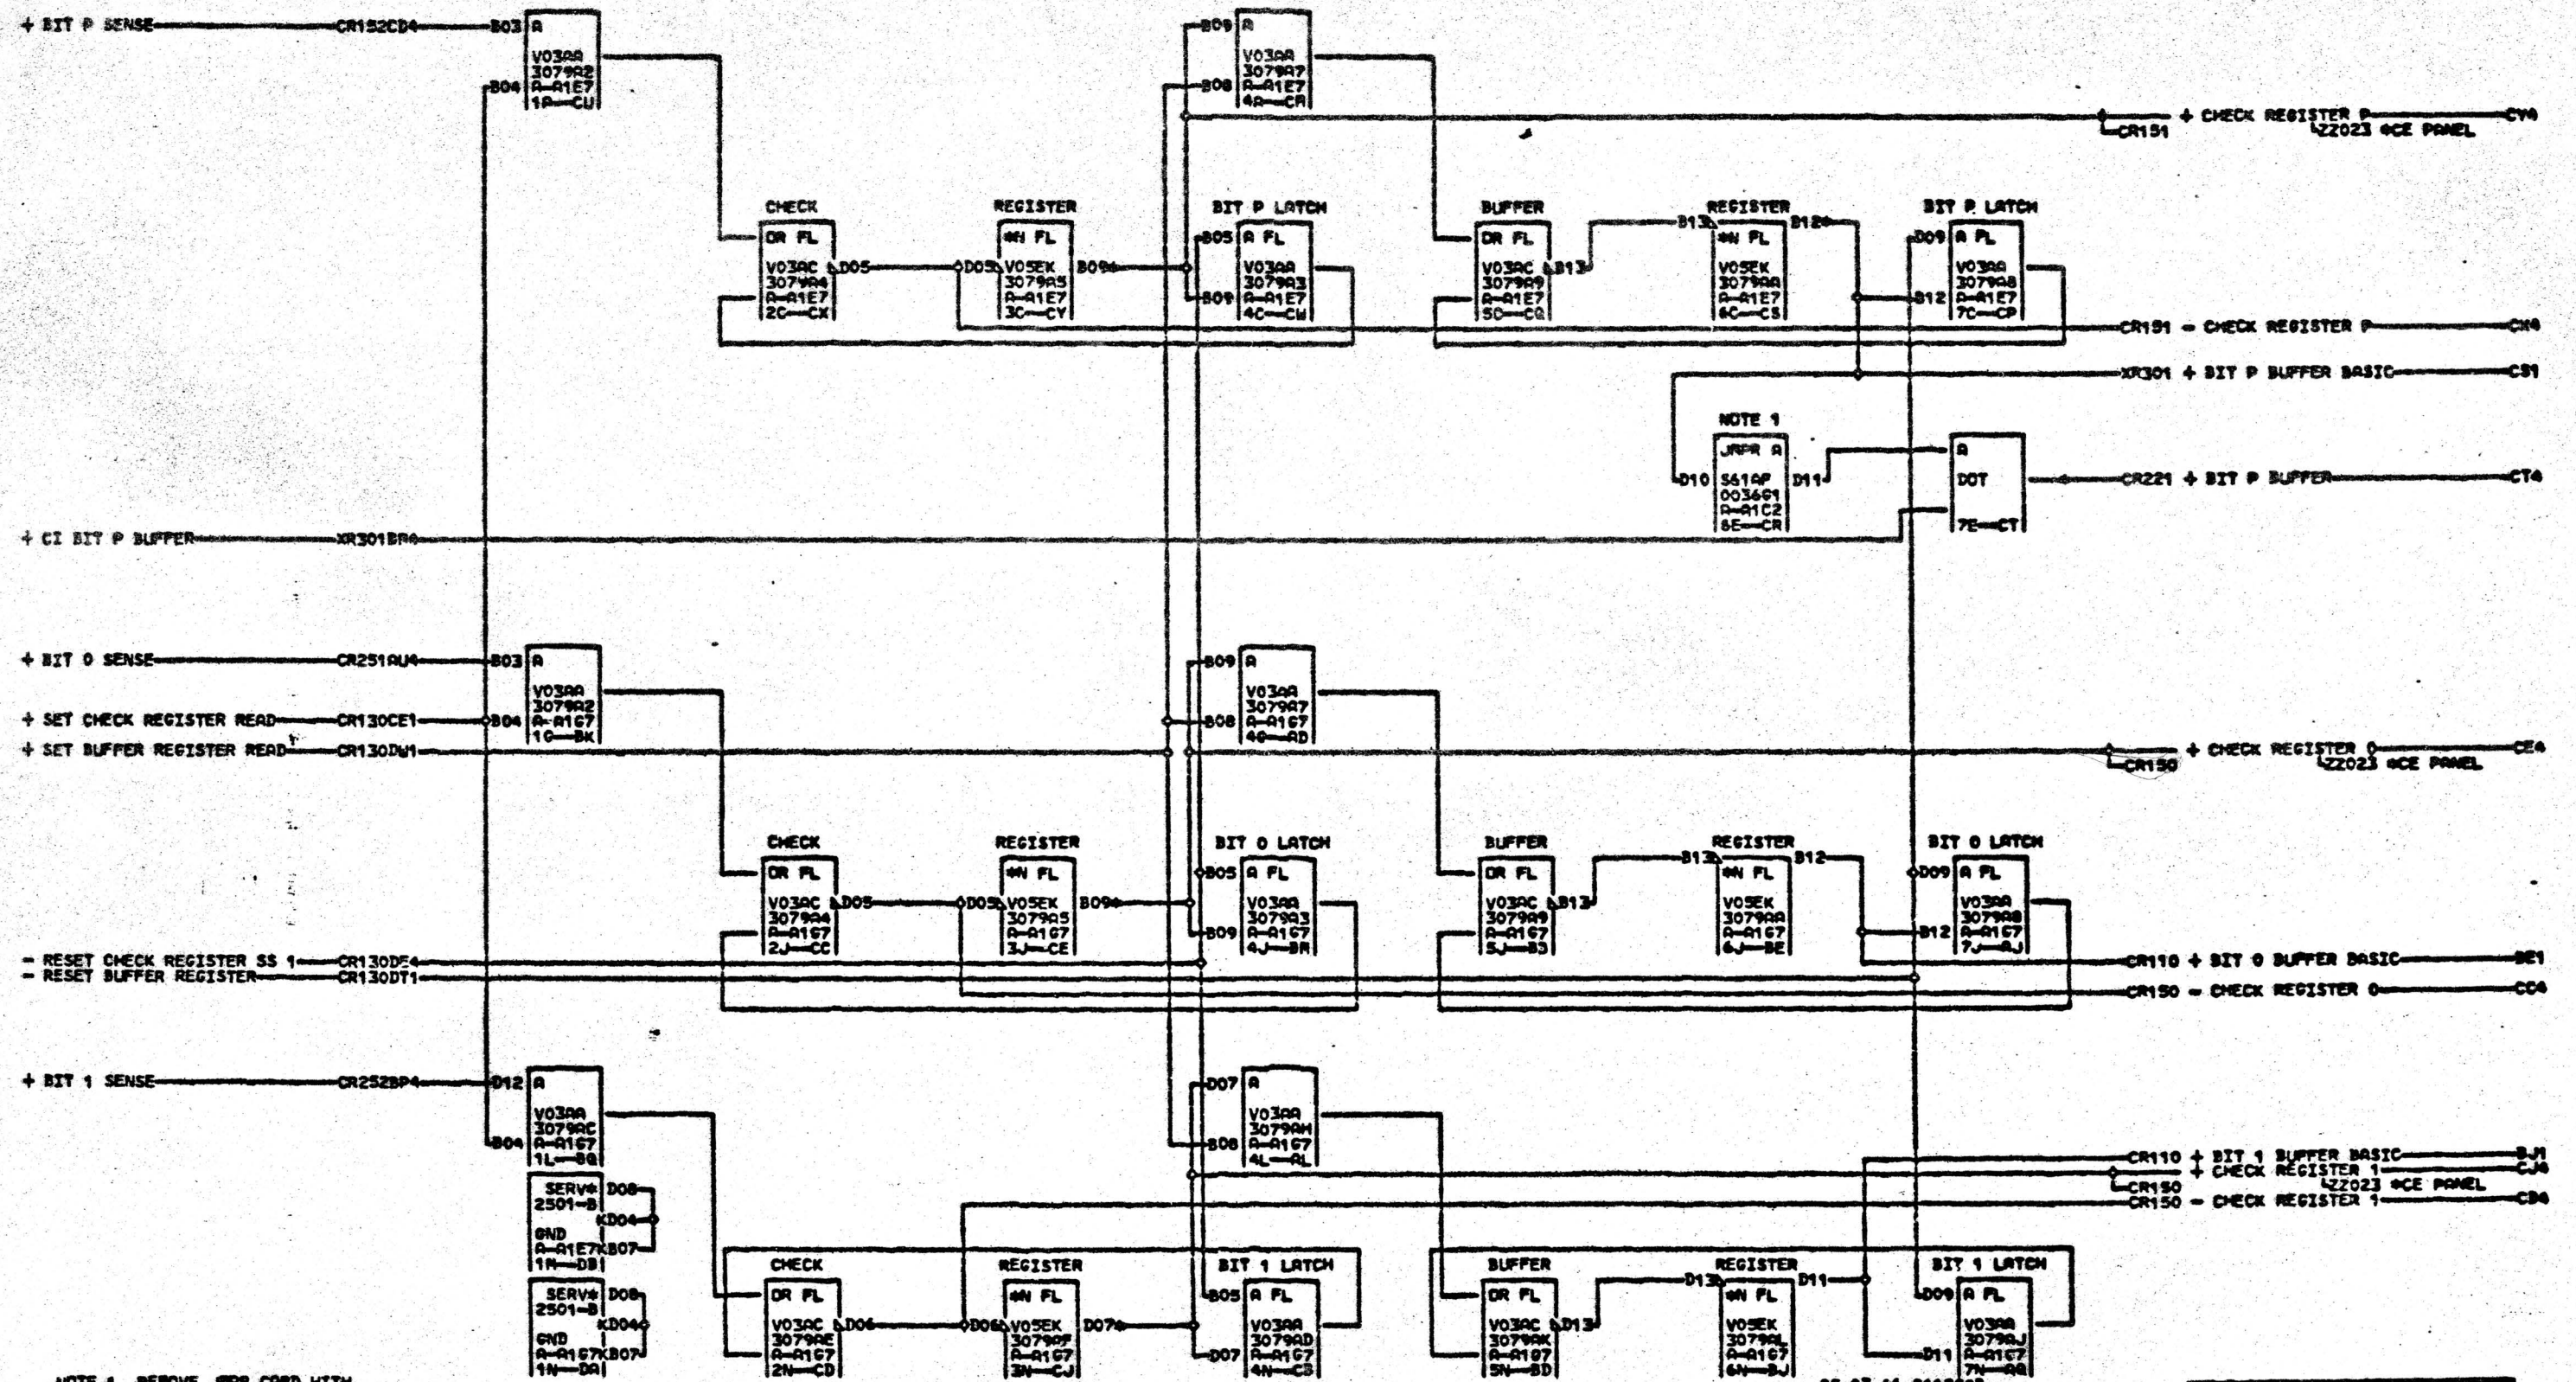 + BIT P SENSE CR152CD4 B03 A
V03AA
3079A2
B04 A-A1E7
1A CU
B09 A
V03AA
3079A7
B08 A-A1E7
4A CA
+ CHECK REGISTER P CY4
CR151 ZZ023 *CE PANEL
CHECK
OR FL
V03AC D05
A-A1E7
2C CX
REGISTER
*N FL
D05 V05EK B09
3079A5
A-A1E7
3C CY
BIT P LATCH
B05 A FL
V03AA
3079A3
B09 A-A1E7
4C CW
BUFFER
OR FL
V03AC B13
3079A9
A-A1E7
5C CQ
REGISTER
B13 *N FL B12
V05EK
3079AA
A-A1E7
6C CS
BIT P LATCH
D09 A FL
V03AA
3079A8
B12 A-A1E7
7C CP
CR151 - CHECK REGISTER P CX4
XR301 + BIT P BUFFER BASIC CS1
NOTE 1
JMPR A
D10 S61AP D11
0036G1
A-A1C2
6E CR
A
DOT
7E CT
CR221 + BIT P BUFFER CT4
+ CI BIT P BUFFER
+ BIT 0 SENSE CR251AU4 B03 A
V03AA
3079A2
+ SET CHECK REGISTER READ CR130CE1 B04 A-A1G7
1G BK
+ SET BUFFER REGISTER READ CR130DW1
B09 A
V03AA
3079A7
B08 A-A1G7
4G AD
+ CHECK REGISTER 0 CE4
CR150 ZZ023 *CE PANEL
CHECK
OR FL
V03AC D05
3079A4
A-A1G7
2J CC
REGISTER
*N FL
D05 V05EK B09
3079A5
A-A1G7
3J CE
BIT 0 LATCH
B05 A FL
V03AA
3079A3
B09 A-A1G7
4J BM
BUFFER
OR FL
V03AC B13
3079A9
A-A1G7
5J
REGISTER
B13 *N FL B12
V05EK
3079AA
A-A1G7
6J BE
BIT 0 LATCH
D09 A FL
V03AA
3079A8
B12 A-A1G7
7J AJ
- RESET CHECK REGISTER SS 1 CR130DE4
- RESET BUFFER REGISTER CR130DT1
CR110 + BIT 0 BUFFER BASIC BE1
CR150 - CHECK REGISTER 0 CC4
+ BIT 1 SENSE CR252BP4 D12 A
V03AA
3079AC
B04 A-A1G7
1L BQ
D07 A
V03AA
3079AH
B08 A-A1G7
4L AL
CR110 + BIT 1 BUFFER BASIC BJ1
+ CHECK REGISTER 1 CJ4
CR150 ZZ023 *CE PANEL
CR150 - CHECK REGISTER 1 CD4
SERV* D08
2501-B
KD04
GND
A-A1E7KB07
1M DB
SERV* D08
2501-B
KD04
GND
A-A1G7KB07
1N DA
CHECK
OR FL
V03AC D06
3079AE
A-A1G7
2N CD
REGISTER
*N FL
D06 V05EK D07
3079AF
A-A1G7
3N CJ
BIT 1 LATCH
B05 A FL
V03AA
3079AD
D07 A-A1G7
4N CB
BUFFER
OR FL
V03AC D13
3079AK
A-A1G7
5N BD
REGISTER
D13 *N FL D11
V05EK
3079AL
A-A1G7
6N BJ
BIT 1 LATCH
D09 A FL
V03AA
3079AJ
D11 A-A1G7
7N AQ